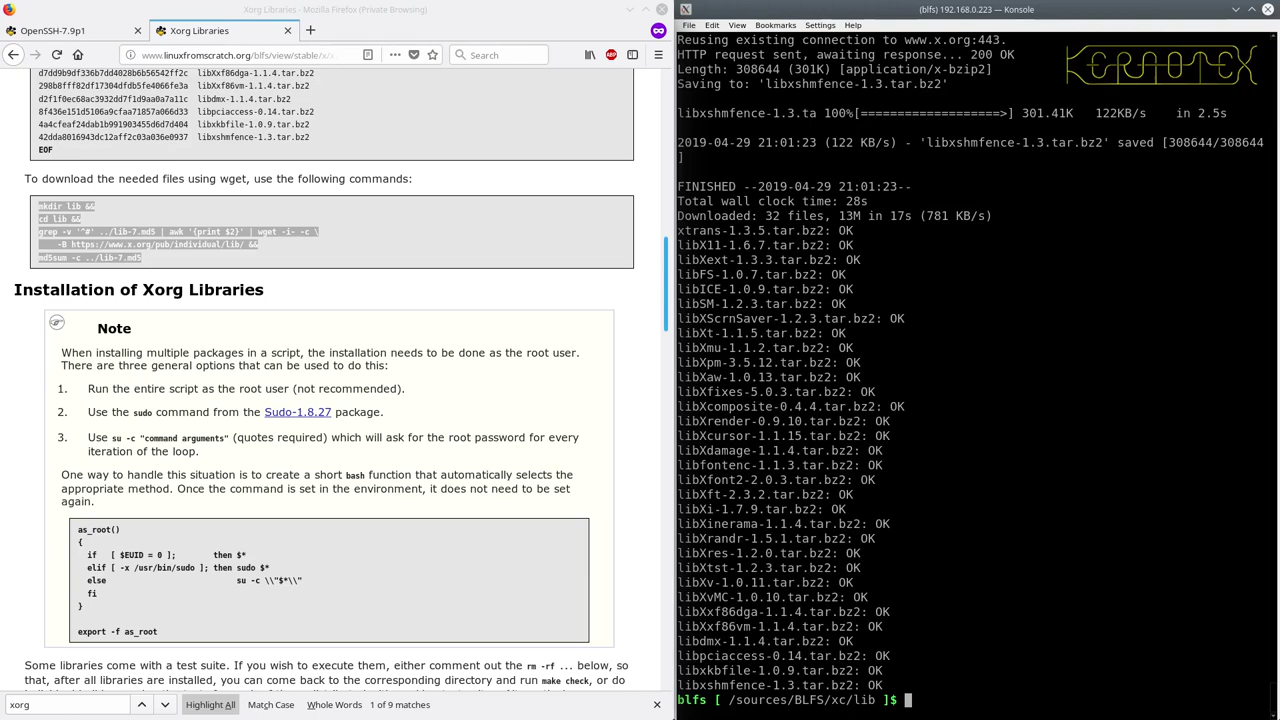 Xorg Libraries - Mozilla Firefox (Private Browsing)
OpenSSH-7.9p1
Xorg Libraries
www.linuxfromscratch.org/blfs/view/stable/x/
Search
d7dd9b9df336b7dd4028b6b56542ff2c libXxf86dga-1.1.4.tar.bz2
298b8fff82df17304dfdb5fe4066fe3a libXxf86vm-1.1.4.tar.bz2
d2f1f0ec68ac3932dd7f1d9aa0a7a11c libdmx-1.1.4.tar.bz2
8f436e151d5106a9cfaa71857a066d33 libpciaccess-0.14.tar.bz2
4a4cfeaf24dab1b991903455d6d7d404 libxkbfile-1.0.9.tar.bz2
42dda8016943dc12aff2c03a036e0937 libxshmfence-1.3.tar.bz2
EOF
To download the needed files using wget, use the following commands:
mkdir lib &&
cd lib &&
grep -v '^#' ../lib-7.md5 | awk '{print $2}' | wget -i- -c \
-B https://www.x.org/pub/individual/lib/ &&
md5sum -c ../lib-7.md5
Installation of Xorg Libraries
Note
When installing multiple packages in a script, the installation needs to be done as the root user.
There are three general options that can be used to do this:
1. Run the entire script as the root user (not recommended).
2. Use the sudo command from the Sudo-1.8.27 package.
3. Use su -c "command arguments" (quotes required) which will ask for the root password for every
iteration of the loop.
One way to handle this situation is to create a short bash function that automatically selects the
appropriate method. Once the command is set in the environment, it does not need to be set
again.
as_root()
{
if [ $EUID = 0 ]; then $*
elif [ -x /usr/bin/sudo ]; then sudo $*
else su -c \\"$*\\"
fi
}
export -f as_root
Some libraries come with a test suite. If you wish to execute them, either comment out the rm -rf ... below, so
that, after all libraries are installed, you can come back to the corresponding directory and run make check, or do
xorg
Highlight All
Match Case
Whole Words
1 of 9 matches
(blfs) 192.168.0.223 — Konsole
File Edit View Bookmarks Settings Help
KERNOTEX
Reusing existing connection to www.x.org:443.
HTTP request sent, awaiting response... 200 OK
Length: 308644 (301K) [application/x-bzip2]
Saving to: 'libxshmfence-1.3.tar.bz2'
libxshmfence-1.3.ta 100%[===================>] 301.41K 122KB/s in 2.5s
2019-04-29 21:01:23 (122 KB/s) - 'libxshmfence-1.3.tar.bz2' saved [308644/308644
]
FINISHED --2019-04-29 21:01:23--
Total wall clock time: 28s
Downloaded: 32 files, 13M in 17s (781 KB/s)
xtrans-1.3.5.tar.bz2: OK
libX11-1.6.7.tar.bz2: OK
libXext-1.3.3.tar.bz2: OK
libFS-1.0.7.tar.bz2: OK
libICE-1.0.9.tar.bz2: OK
libSM-1.2.3.tar.bz2: OK
libXScrnSaver-1.2.3.tar.bz2: OK
libXt-1.1.5.tar.bz2: OK
libXmu-1.1.2.tar.bz2: OK
libXpm-3.5.12.tar.bz2: OK
libXaw-1.0.13.tar.bz2: OK
libXfixes-5.0.3.tar.bz2: OK
libXcomposite-0.4.4.tar.bz2: OK
libXrender-0.9.10.tar.bz2: OK
libXcursor-1.1.15.tar.bz2: OK
libXdamage-1.1.4.tar.bz2: OK
libfontenc-1.1.3.tar.bz2: OK
libXfont2-2.0.3.tar.bz2: OK
libXft-2.3.2.tar.bz2: OK
libXi-1.7.9.tar.bz2: OK
libXinerama-1.1.4.tar.bz2: OK
libXrandr-1.5.1.tar.bz2: OK
libXres-1.2.0.tar.bz2: OK
libXtst-1.2.3.tar.bz2: OK
libXv-1.0.11.tar.bz2: OK
libXvMC-1.0.10.tar.bz2: OK
libXxf86dga-1.1.4.tar.bz2: OK
libXxf86vm-1.1.4.tar.bz2: OK
libdmx-1.1.4.tar.bz2: OK
libpciaccess-0.14.tar.bz2: OK
libxkbfile-1.0.9.tar.bz2: OK
libxshmfence-1.3.tar.bz2: OK
blfs [ /sources/BLFS/xc/lib ]$